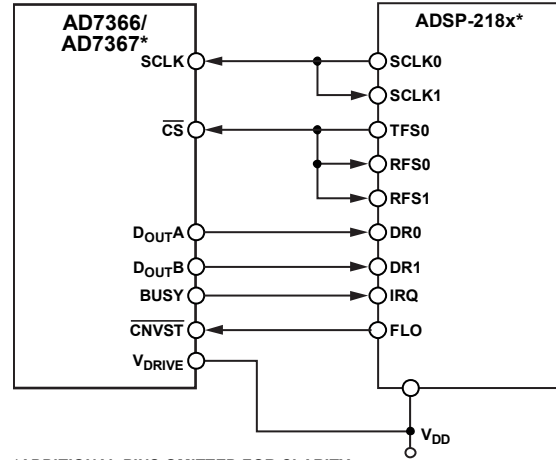 AD7366/
AD7367*
ADSP-218x*
SCLK
SCLK0
SCLK1
CS
TFS0
RFS0
RFS1
DOUTA
DR0
DOUTB
DR1
BUSY
IRQ
CNVST
FLO
VDRIVE
VDD